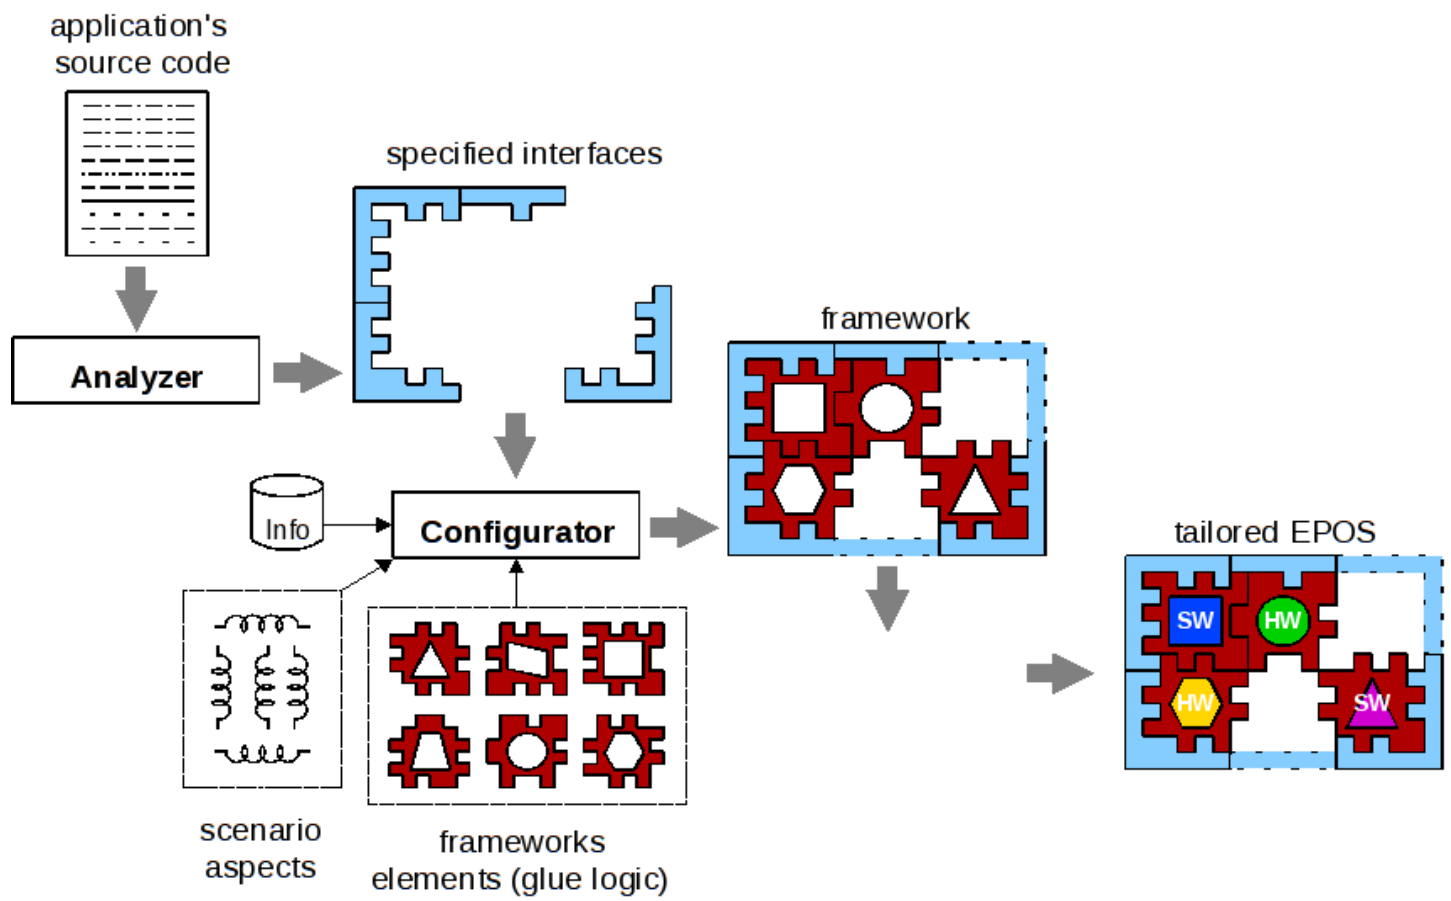 application's
source code
specified interfaces
Analyzer
framework
Info
Configurator
tailored EPOS
SW
HW
HW
SW
scenario
aspects
frameworks
elements (glue logic)